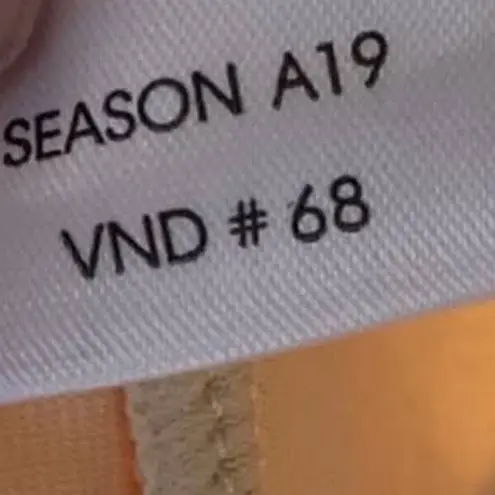 SEASON A19
VND # 68